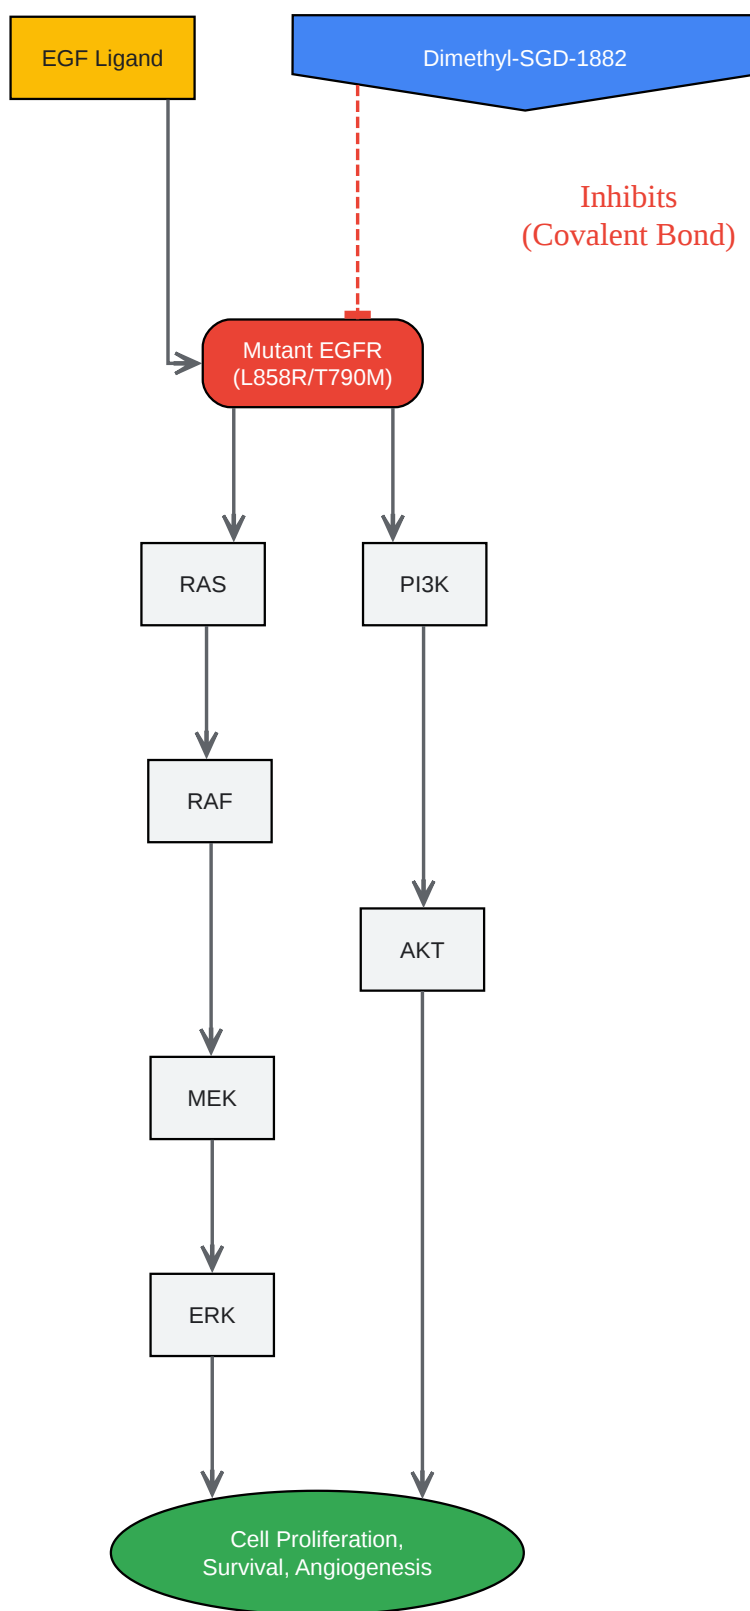 EGF Ligand
Dimethyl-SGD-1882
Inhibits
(Covalent Bond)
Mutant EGFR
(L858R/T790M)
RAS
PI3K
RAF
AKT
MEK
ERK
Cell Proliferation,
Survival, Angiogenesis